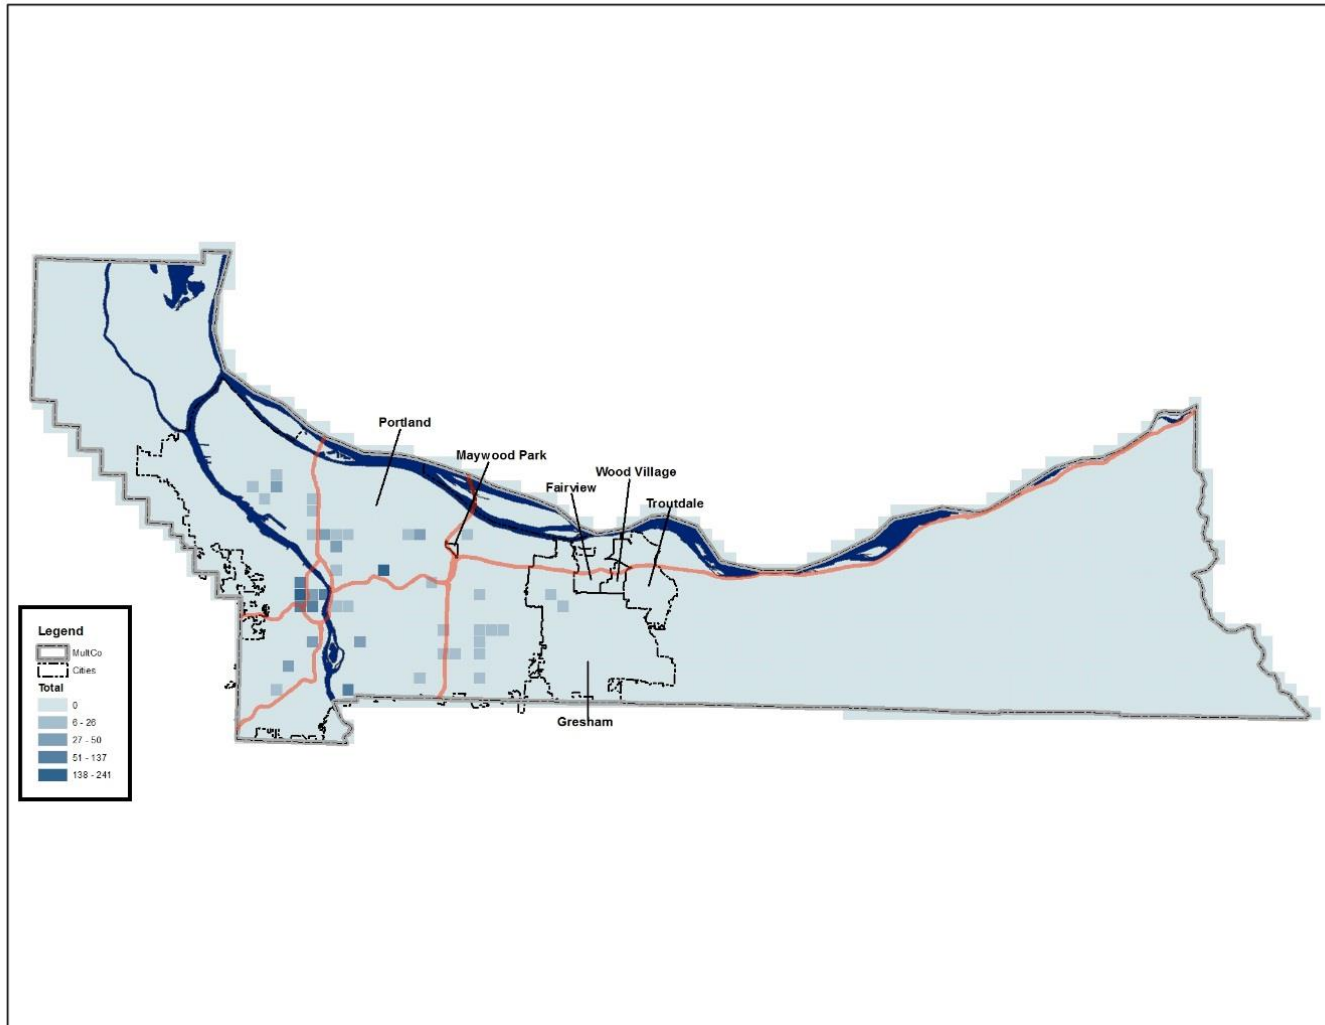 Portland
Maywood Park
Wood Village
Fairview
Troutdale
Gresham
Legend
MultCo
Cities
Total
0
6 - 26
27 - 50
51 - 137
138 - 241